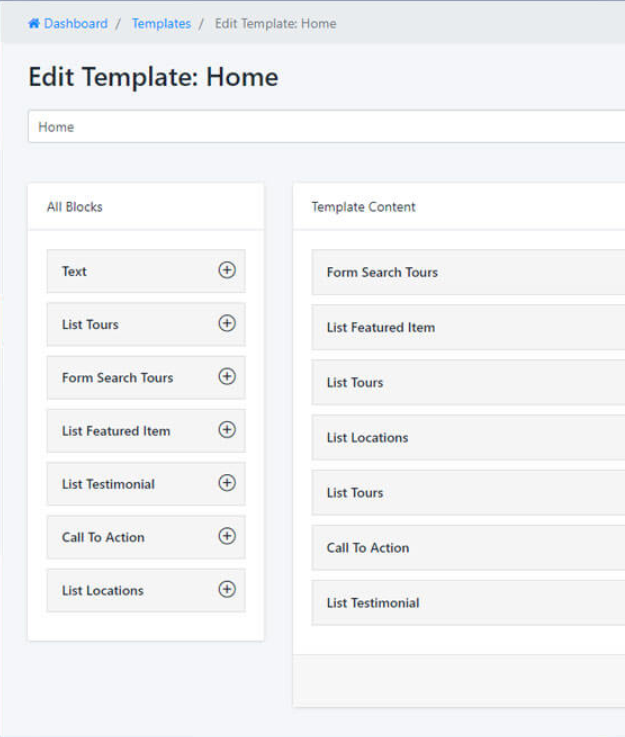 Dashboard / Templates / Edit Template: Home
Edit Template: Home
Home
All Blocks
Text
List Tours
Form Search Tours
List Featured Item
List Testimonial
Call To Action
List Locations
Template Content
Form Search Tours
List Featured Item
List Tours
List Locations
List Tours
Call To Action
List Testimonial